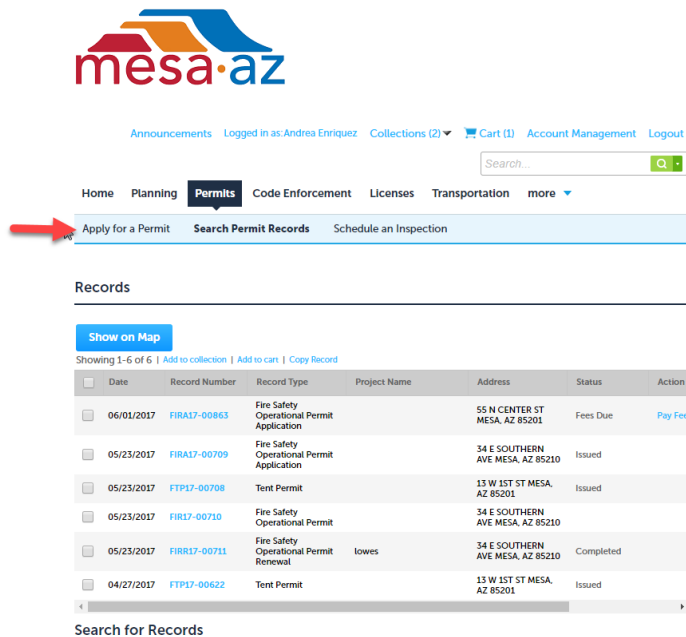 mesa·az
Announcements Logged in as: Andrea Enriquez Collections (2) Cart (1) Account Management Logout
Search...
Home Planning Permits Code Enforcement Licenses Transportation more
Apply for a Permit Search Permit Records Schedule an Inspection
Records
Show on Map
Showing 1-6 of 6 | Add to collection | Add to cart | Copy Record
Date Record Number Record Type Project Name Address Status Action
06/01/2017 FIRA17-00863 Fire Safety Operational Permit Application 55 N CENTER ST MESA, AZ 85201 Fees Due Pay Fee
05/23/2017 FIRA17-00709 Fire Safety Operational Permit Application 34 E SOUTHERN AVE MESA, AZ 85210 Issued
05/23/2017 FTP17-00708 Tent Permit 13 W 1ST ST MESA, AZ 85201 Issued
05/23/2017 FIR17-00710 Fire Safety Operational Permit 34 E SOUTHERN AVE MESA, AZ 85210
05/23/2017 FIRR17-00711 Fire Safety Operational Permit Renewal lowes 34 E SOUTHERN AVE MESA, AZ 85210 Completed
04/27/2017 FTP17-00622 Tent Permit 13 W 1ST ST MESA, AZ 85201 Issued
Search for Records